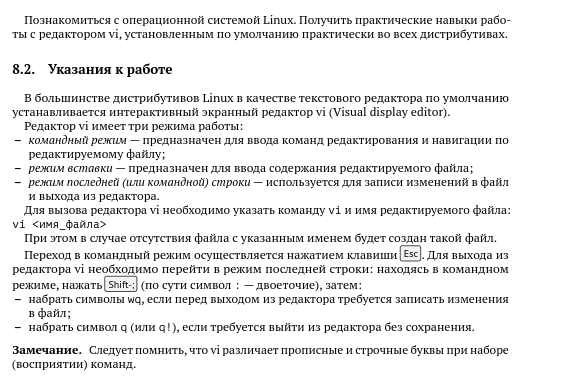 Познакомиться с операционной системой Linux. Получить практические навыки рабо-
ты с редактором vi, установленным по умолчанию практически во всех дистрибутивах.
8.2. Указания к работе
В большинстве дистрибутивов Linux в качестве текстового редактора по умолчанию
устанавливается интерактивный экранный редактор vi (Visual display editor).
Редактор vi имеет три режима работы:
– командный режим — предназначен для ввода команд редактирования и навигации по
редактируемому файлу;
– режим вставки — предназначен для ввода содержания редактируемого файла;
– режим последней (или командной) строки — используется для записи изменений в файл
и выхода из редактора.
Для вызова редактора vi необходимо указать команду vi и имя редактируемого файла:
vi <имя_файла>
При этом в случае отсутствия файла с указанным именем будет создан такой файл.
Переход в командный режим осуществляется нажатием клавиши Esc . Для выхода из
редактора vi необходимо перейти в режим последней строки: находясь в командном
режиме, нажать Shift-; (по сути символ : — двоеточие), затем:
– набрать символы wq, если перед выходом из редактора требуется записать изменения
в файл;
– набрать символ q (или q!), если требуется выйти из редактора без сохранения.
Замечание. Следует помнить, что vi различает прописные и строчные буквы при наборе
(восприятии) команд.